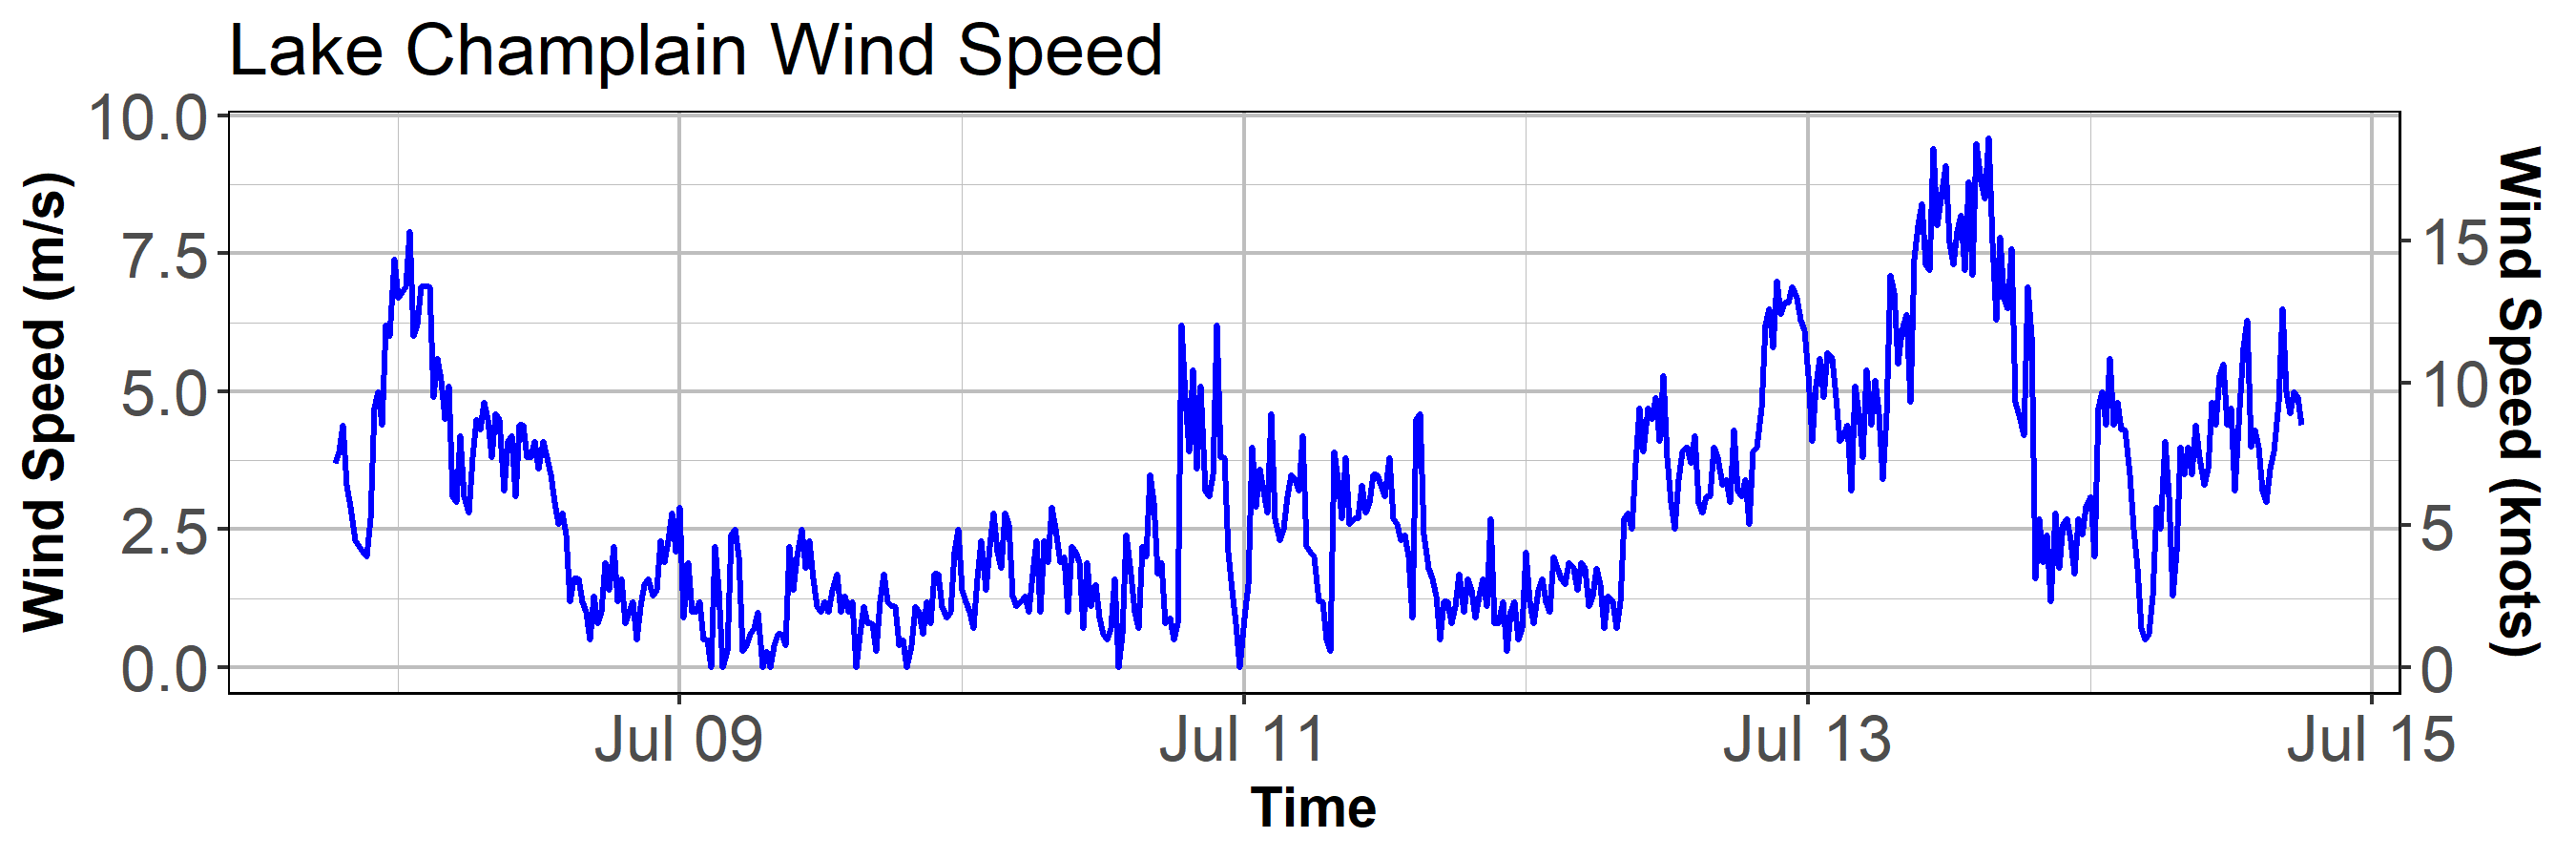 Lake Champlain Wind Speed
Wind Speed (m/s)
10.0
7.5
5.0
2.5
0.0
Wind Speed (knots)
15
10
5
0
Jul 09
Jul 11
Jul 13
Jul 15
Time